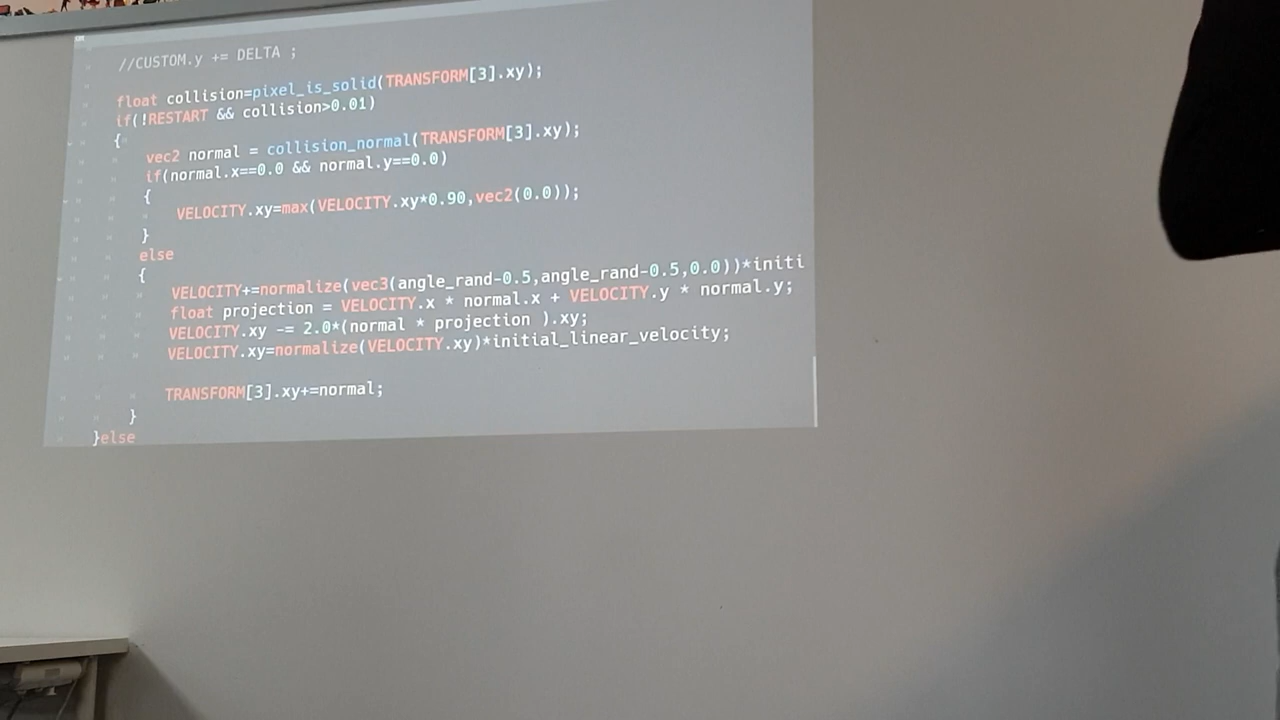 //CUSTOM.y += DELTA ;
float collision=pixel_is_solid(TRANSFORM[3].xy);
if(!RESTART && collision>0.01)
{
vec2 normal = collision_normal(TRANSFORM[3].xy);
if(normal.x==0.0 && normal.y==0.0)
{
VELOCITY.xy=max(VELOCITY.xy*0.90,vec2(0.0));
}
else
{
VELOCITY+=normalize(vec3(angle_rand-0.5,angle_rand-0.5,0.0))*initi
float projection = VELOCITY.x * normal.x + VELOCITY.y * normal.y;
VELOCITY.xy -= 2.0*(normal * projection ).xy;
VELOCITY.xy=normalize(VELOCITY.xy)*initial_linear_velocity;
TRANSFORM[3].xy+=normal;
}
}else